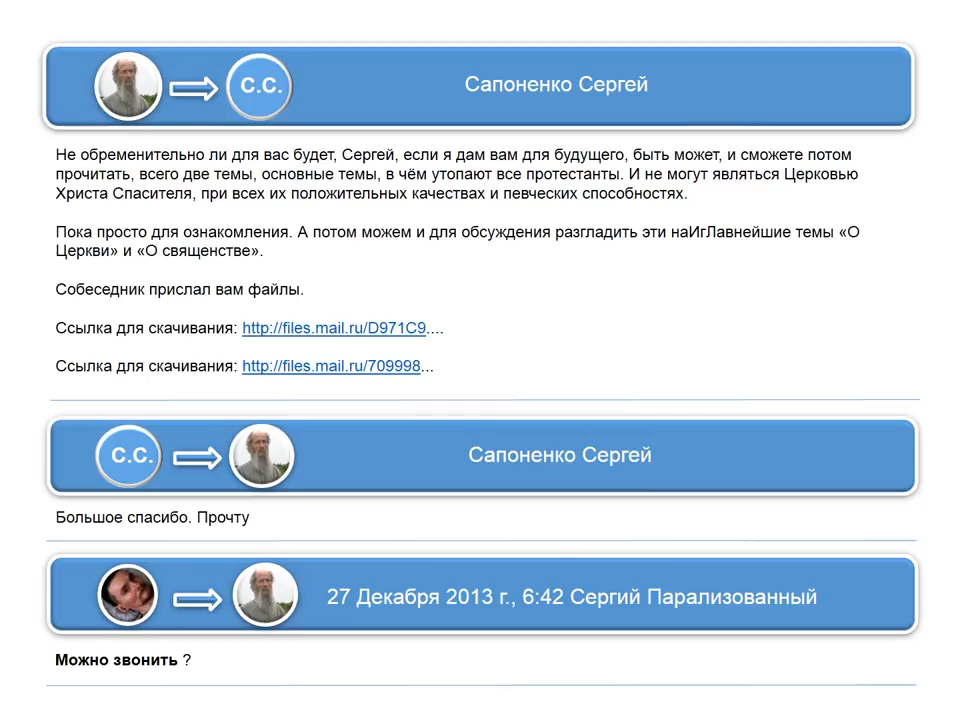 С.С.
Сапоненко Сергей
Не обременительно ли для вас будет, Сергей, если я дам вам для будущего, быть может, и сможете потом
прочитать, всего две темы, основные темы, в чём утопают все протестанты. И не могут являться Церковью
Христа Спасителя, при всех их положительных качествах и певческих способностях.
Пока просто для ознакомления. А потом можем и для обсуждения разгладить эти наИгЛавнейшие темы «О
Церкви» и «О священстве».
Собеседник прислал вам файлы.
Ссылка для скачивания: http://files.mail.ru/D971C9....
Ссылка для скачивания: http://files.mail.ru/709998...
С.С.
Сапоненко Сергей
Большое спасибо. Прочту
27 Декабря 2013 г., 6:42 Сергий Парализованный
Можно звонить ?